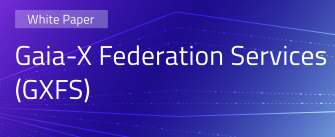 White Paper
Gaia-X Federation Services
(GXFS)